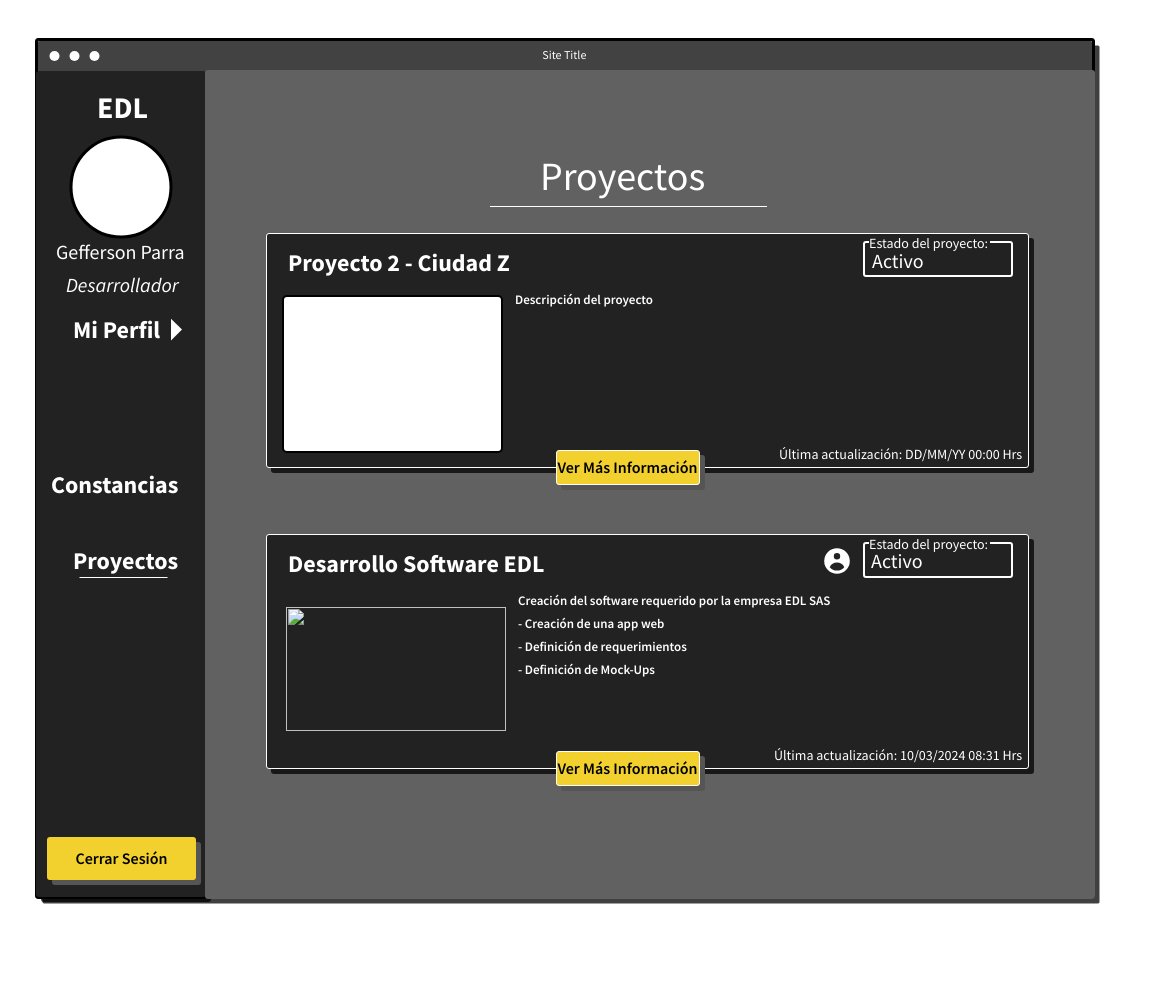 Site Title
EDL
Gefferson Parra
Desarrollador
Mi Perfil
Constancias
Proyectos
Cerrar Sesión
Proyectos
Proyecto 2 - Ciudad Z
Estado del proyecto:
Activo
Descripción del proyecto
Última actualización: DD/MM/YY 00:00 Hrs
Ver Más Información
Desarrollo Software EDL
Estado del proyecto:
Activo
Creación del software requerido por la empresa EDL SAS
- Creación de una app web
- Definición de requerimientos
- Definición de Mock-Ups
Última actualización: 10/03/2024 08:31 Hrs
Ver Más Información